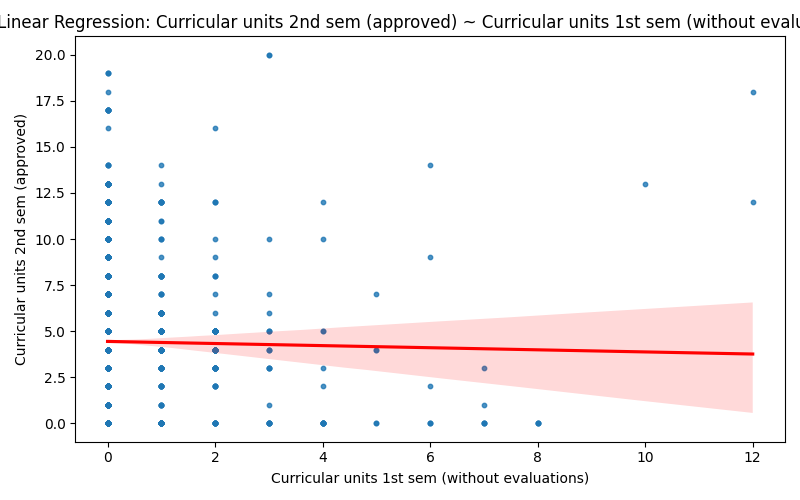 Linear Regression: Curricular units 2nd sem (approved) ~ Curricular units 1st sem (without evalu
20.0
17.5
15.0
12.5
10.0
7.5
5.0
2.5
0.0
Curricular units 2nd sem (approved)
0 2 4 6 8 10 12
Curricular units 1st sem (without evaluations)